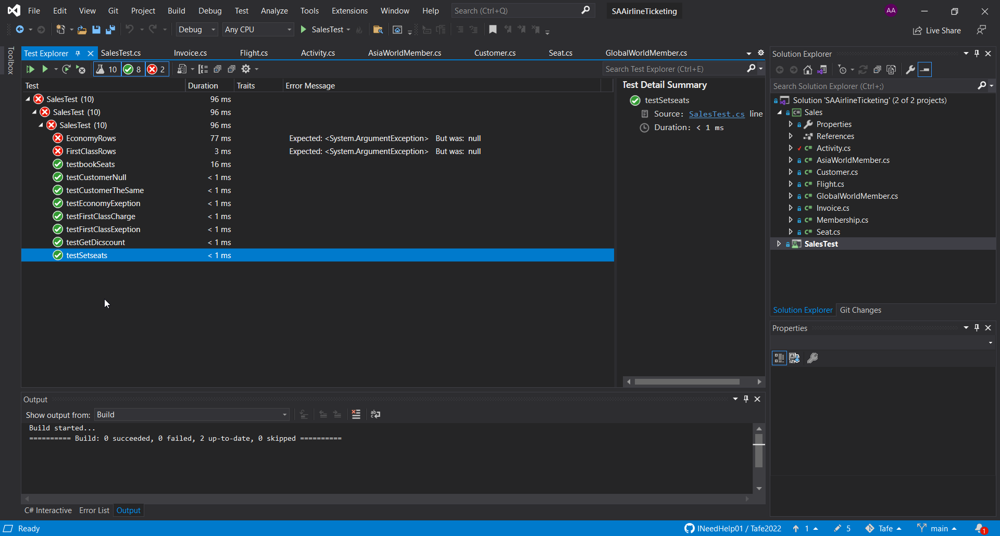 File Edit View Git Project Build Debug Test Analyze Tools Extensions Window Help Search (Ctrl+Q) SAAirlineTicketing AA
Debug Any CPU SalesTest Live Share
Toolbox
Test Explorer SalesTest.cs Invoice.cs Flight.cs Activity.cs AsiaWorldMember.cs Customer.cs Seat.cs GlobalWorldMember.cs
10 8 2 Search Test Explorer (Ctrl+E)
Test Duration Traits Error Message
SalesTest (10) 96 ms
SalesTest (10) 96 ms
SalesTest (10) 96 ms
EconomyRows 77 ms Expected: <System.ArgumentException> But was: null
FirstClassRows 3 ms Expected: <System.ArgumentException> But was: null
testbookSeats 16 ms
testCustomerNull < 1 ms
testCustomerTheSame < 1 ms
testEconomyExeption < 1 ms
testFirstClassCharge < 1 ms
testFirstClassExeption < 1 ms
testGetDicscount < 1 ms
testSetseats < 1 ms
Test Detail Summary
testSetseats
Source: SalesTest.cs line
Duration: < 1 ms
Solution Explorer
Search Solution Explorer (Ctrl+;)
Solution 'SAAirlineTicketing' (2 of 2 projects)
Sales
Properties
References
Activity.cs
AsiaWorldMember.cs
Customer.cs
Flight.cs
GlobalWorldMember.cs
Invoice.cs
Membership.cs
Seat.cs
SalesTest
Solution Explorer Git Changes
Properties
Output
Show output from: Build
Build started...
========== Build: 0 succeeded, 0 failed, 2 up-to-date, 0 skipped ==========
C# Interactive Error List Output
Ready INeedHelp01 / Tafe2022 1 5 Tafe main 1